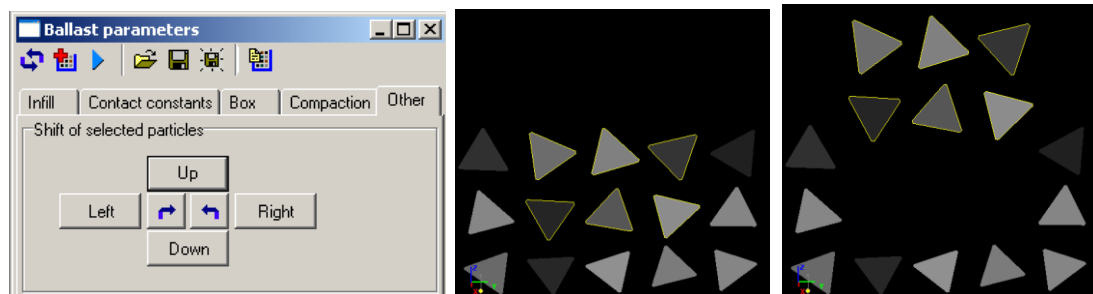 Ballast parameters
Infill Contact constants Box Compaction Other
Shift of selected particles
Up
Left Right
Down